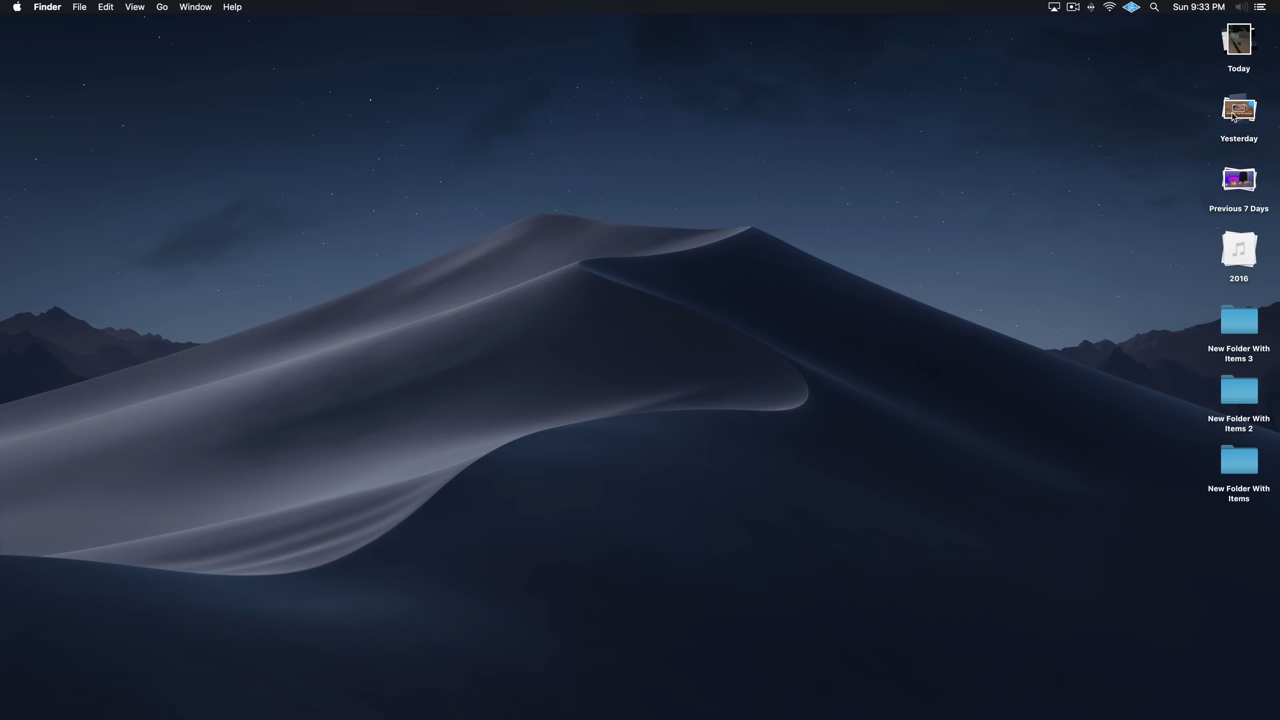 Finder File Edit View Go Window Help Sun 9:33 PM
Today
Yesterday
Previous 7 Days
2016
New Folder With
Items 3
New Folder With
Items 2
New Folder With
Items